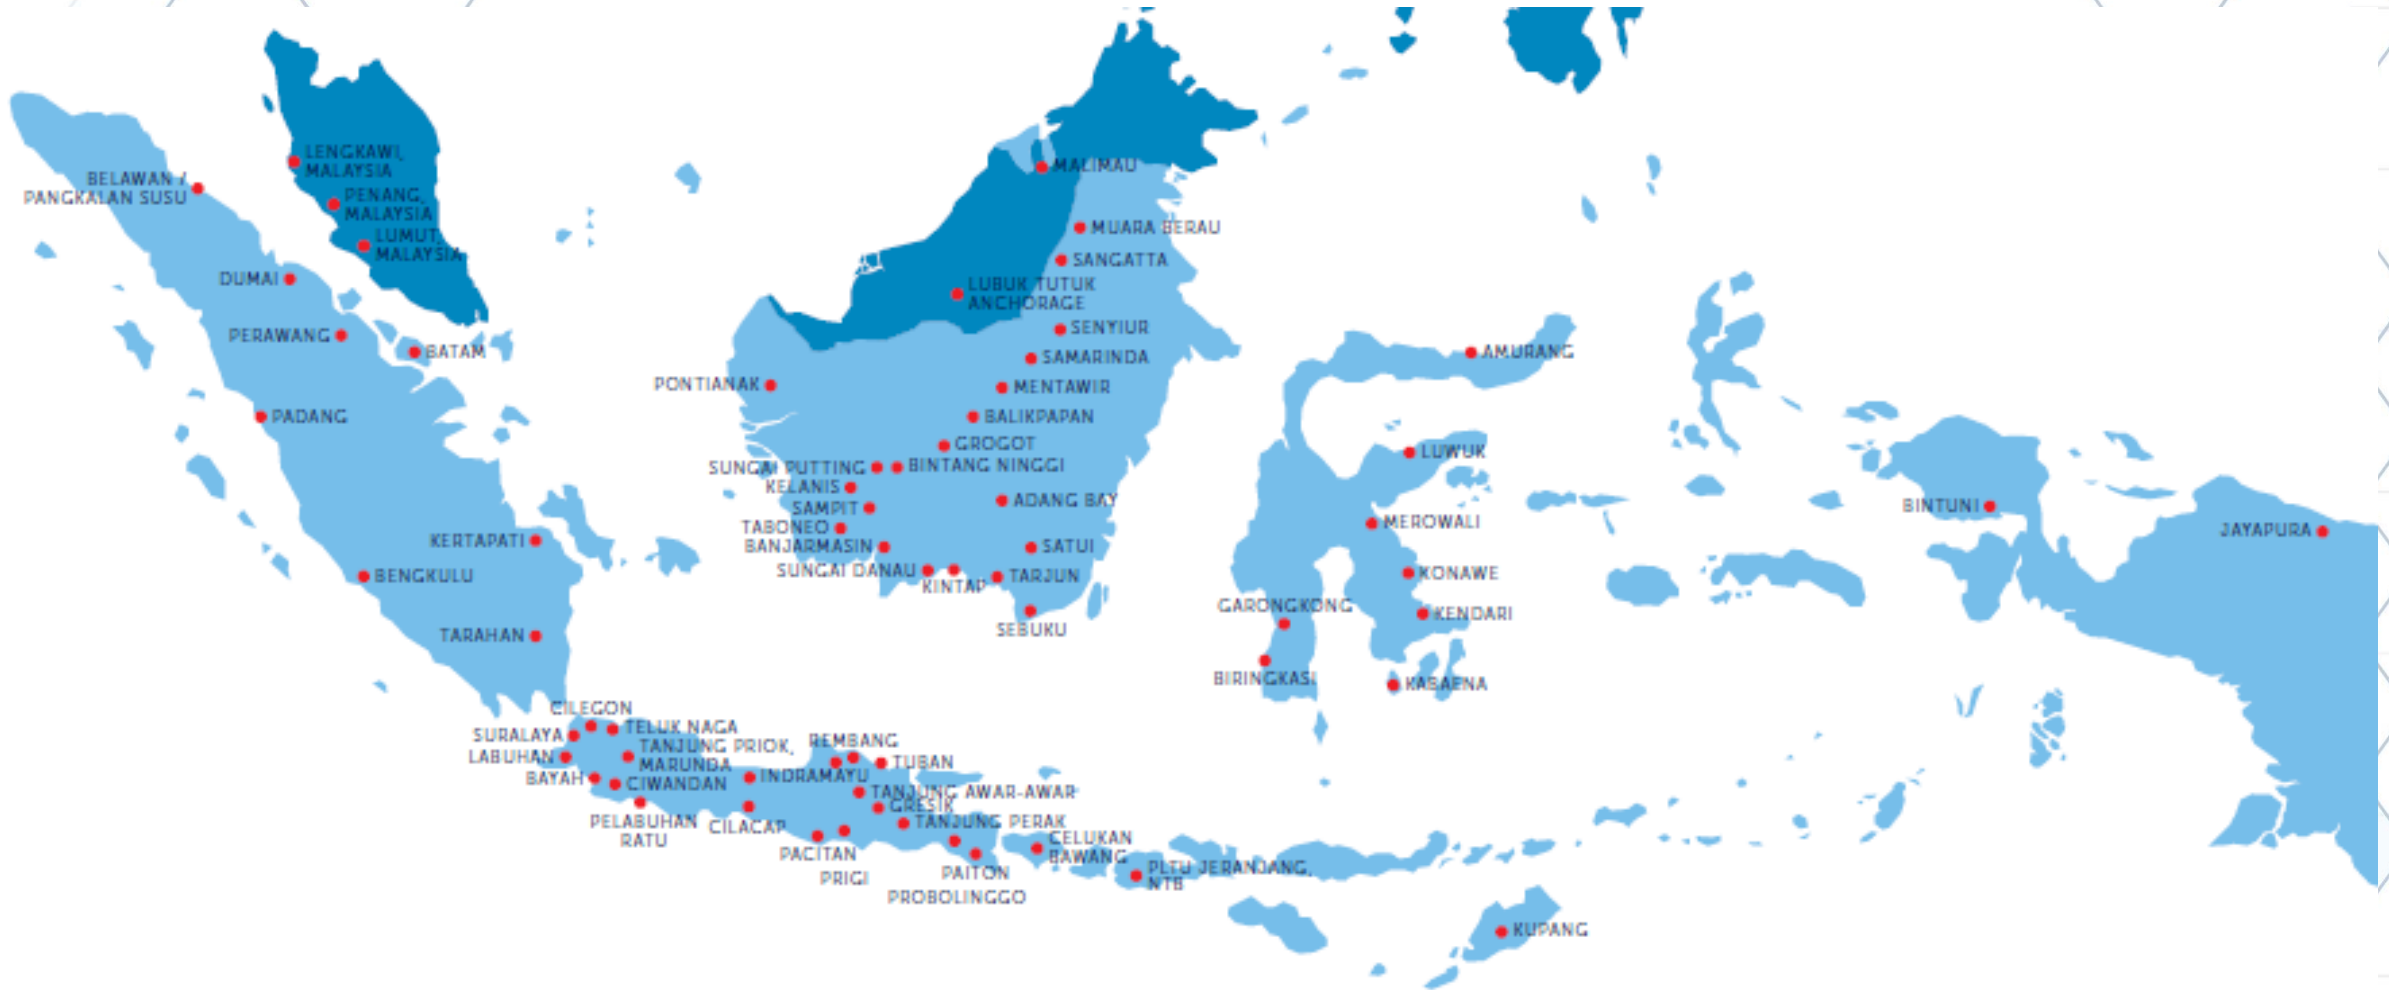 LENGKAWI,
MALAYSIA
MALIMAU
BELAWAN /
PANGKALAN SUSU
PENANG,
MALAYSIA
MUARA BERAU
LUMUT,
MALAYSIA
SANGATTA
DUMAI
LUBUK TUTUK
ANCHORAGE
SENYIUR
PERAWANG
BATAM
SAMARINDA
AMURANG
PONTIANAK
MENTAWIR
PADANG
BALIKPAPAN
GROGOT
LUWUK
SUNGAI PUTTING
BINTANG NINGGI
KELANIS
ADANG BAY
SAMPIT
BINTUNI
TABONEO
MEROWALI
JAYAPURA
KERTAPATI
BANJARMASIN
SATUI
SUNGAI DANAU
KONAWE
BENGKULU
KINTAP
TARJUN
GARONGKONG
KENDARI
TARAHAN
SEBUKU
BIRINGKASI
KABAENA
CILEGON
TELUK NAGA
SURALAYA
TANJUNG PRIOK,
MARUNDA
REMBANG
LABUHAN
TUBAN
BAYAH
CIWANDAN
INDRAMAYU
TANJUNG AWAR-AWAR
GRESIK
PELABUHAN
RATU
CILACAP
TANJUNG PERAK
CELUKAN
BAWANG
PACITAN
PLTU JERANJANG,
NTB
PRIGI
PAITON
PROBOLINGGO
KUPANG